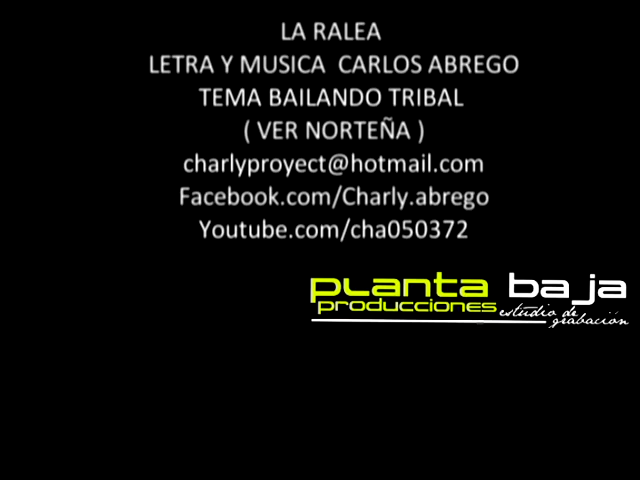 LA RALEA
LETRA Y MUSICA CARLOS ABREGO
TEMA BAILANDO TRIBAL
( VER NORTEÑA )
charlyproyect@hotmail.com
Facebook.com/Charly.abrego
Youtube.com/cha050372
planta baja
producciones estudio de
grabación